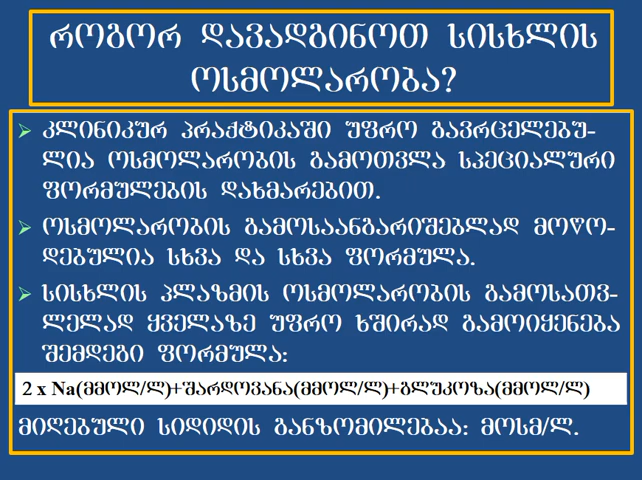 როგორ დავადგინოთ სისხლის
ოსმოლარობა?
კლინიკურ პრაქტიკაში უფრო გავრცელებუ-
ლია ოსმოლარობის გამოთვლა სპეციალური
ფორმულების დახმარებით.
ოსმოლარობის გამოსაანგარიშებლად მოწო-
დებულია სხვა და სხვა ფორმულა.
სისხლის პლაზმის ოსმოლარობის გამოსათვ-
ლელად ყველაზე უფრო ხშირად გამოიყენება
შემდეგი ფორმულა:
2 x Na(მმოლ/ლ)+შარდოვანა(მმოლ/ლ)+გლუკოზა(მმოლ/ლ)
მიღებული სიდიდის განზომილებაა: მოსმ/ლ.